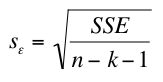 s_ε = √(SSE / (n - k - 1))